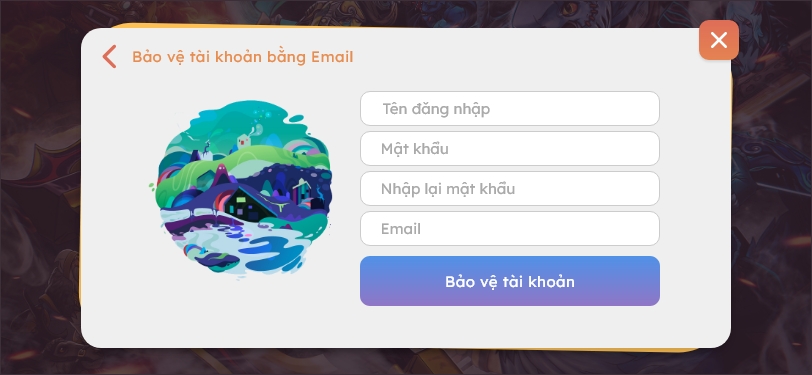 Bảo vệ tài khoản bằng Email
Tên đăng nhập
Mật khẩu
Nhập lại mật khẩu
Email
Bảo vệ tài khoản